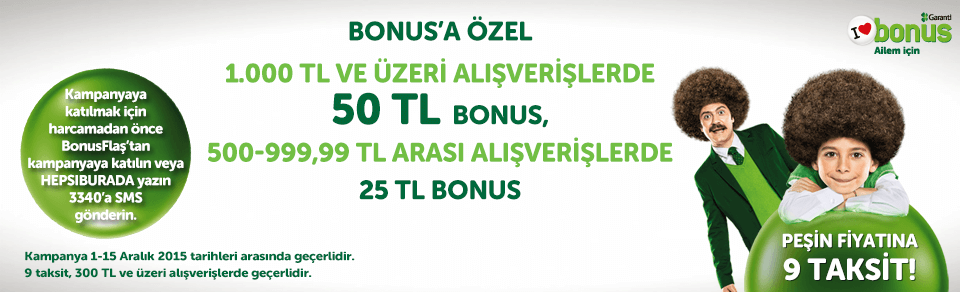 BONUS’A ÖZEL
1.000 TL VE ÜZERİ ALIŞVERİŞLERDE
50 TL BONUS,
500-999,99 TL ARASI ALIŞVERİŞLERDE
25 TL BONUS
Kampanyaya
katılmak için
harcamadan önce
BonusFlaş’tan
kampanyaya katılın veya
HEPSIBURADA yazın
3340’a SMS
gönderin.
Kampanya 1-15 Aralık 2015 tarihleri arasında geçerlidir.
9 taksit, 300 TL ve üzeri alışverişlerde geçerlidir.
Garanti
I bonus
Ailem için
PEŞİN FİYATINA
9 TAKSİT!